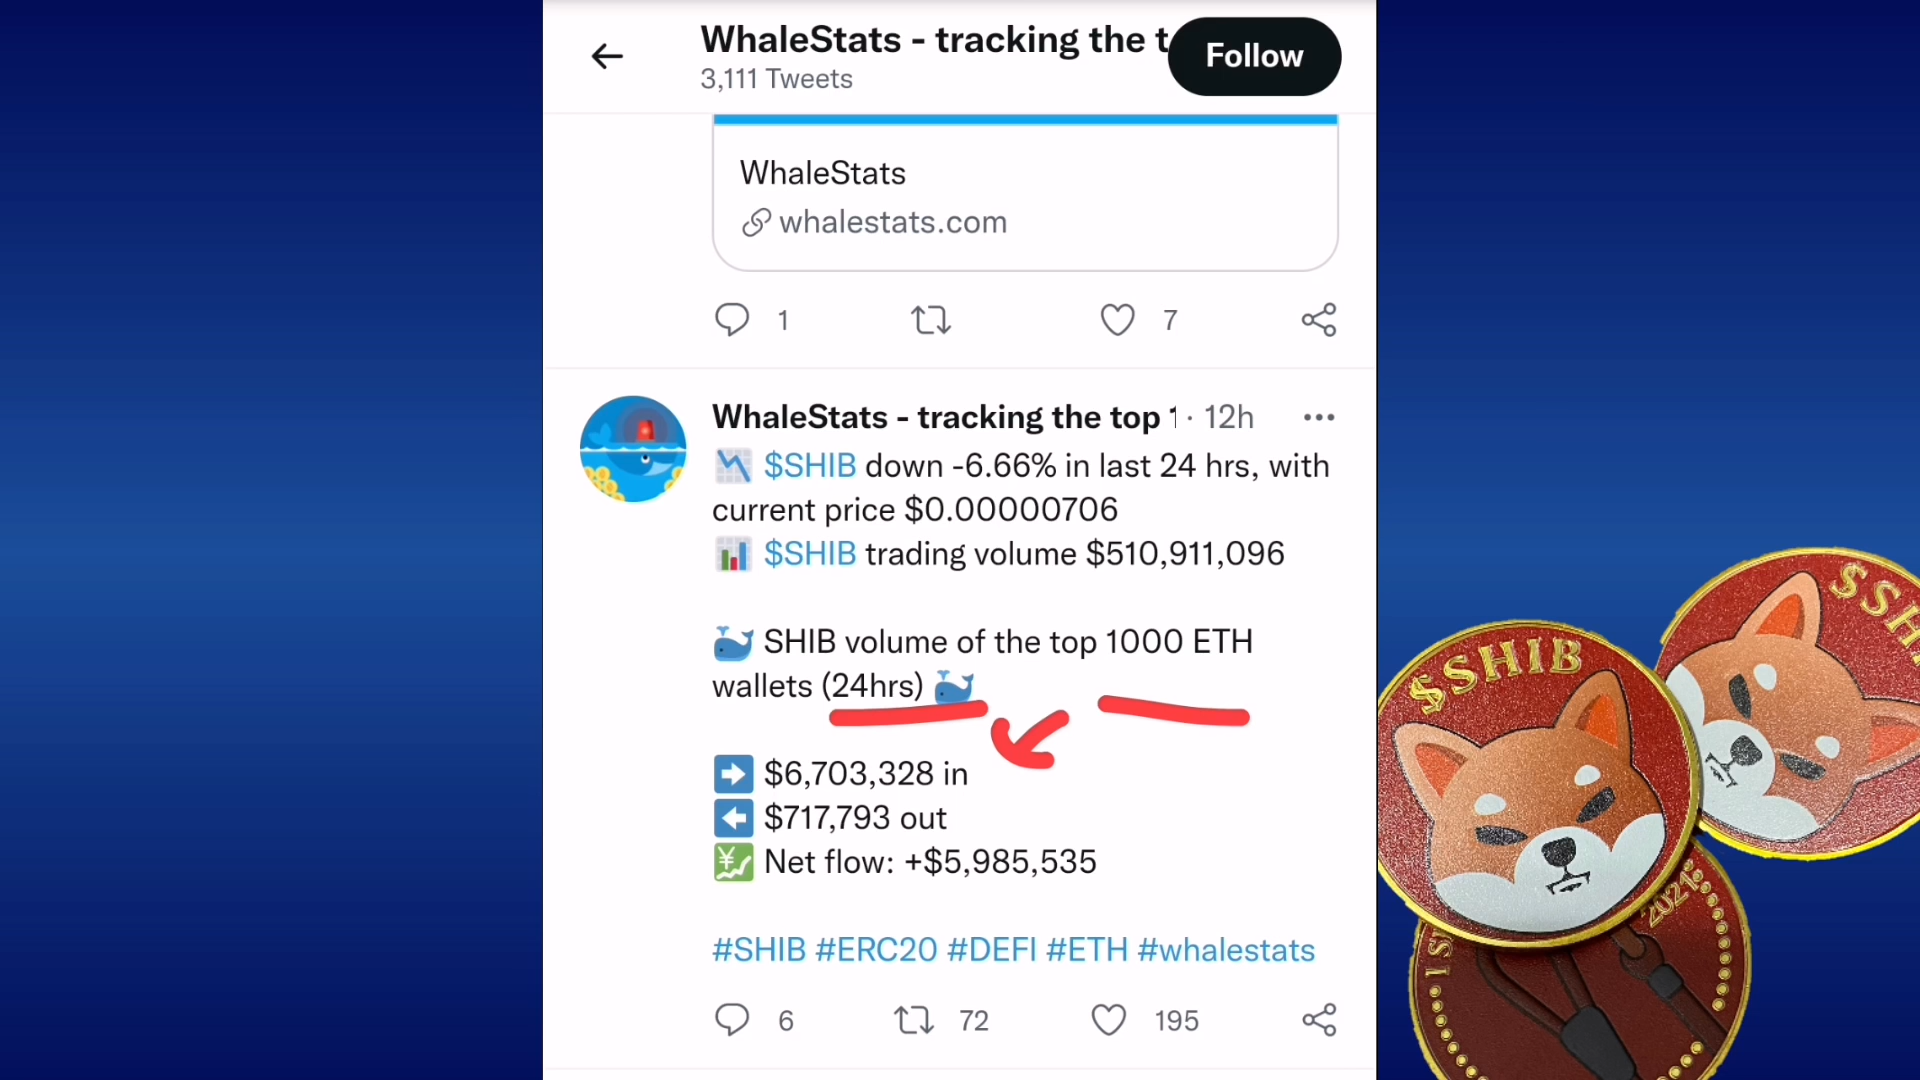 WhaleStats - tracking the t
Follow
3,111 Tweets
WhaleStats
whalestats.com
1
7
WhaleStats - tracking the top 1 · 12h
$SHIB down -6.66% in last 24 hrs, with
current price $0.00000706
$SHIB trading volume $510,911,096
SHIB volume of the top 1000 ETH
wallets (24hrs)
$6,703,328 in
$717,793 out
Net flow: +$5,985,535
#SHIB #ERC20 #DEFI #ETH #whalestats
6
72
195
$SHIB
$SH
2021